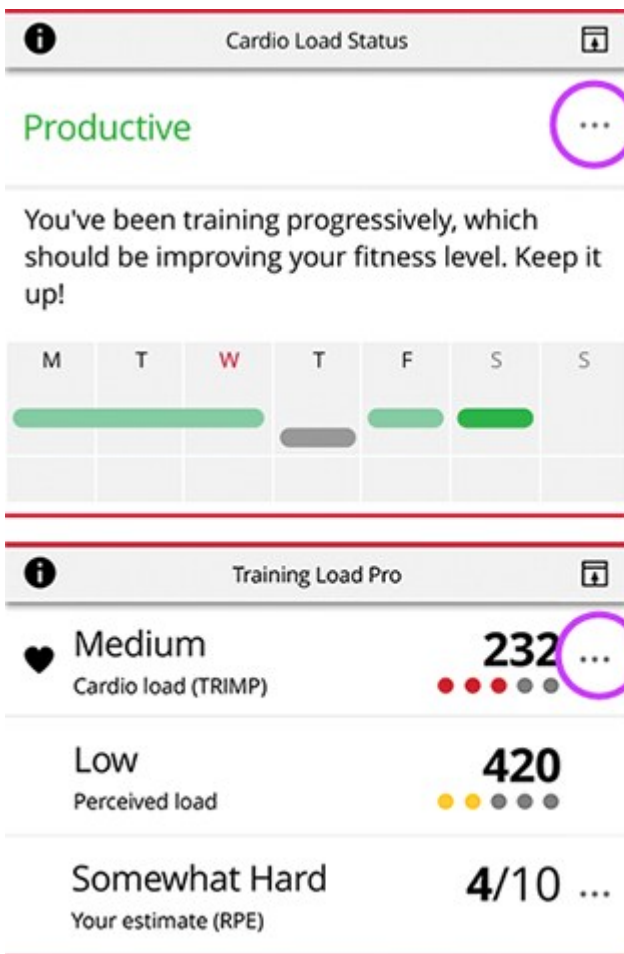 Cardio Load Status
Productive
...
You've been training progressively, which
should be improving your fitness level. Keep it
up!
M T W T F S S
Training Load Pro
Medium 232 ...
Cardio load (TRIMP)
Low 420
Perceived load
Somewhat Hard 4/10 ...
Your estimate (RPE)